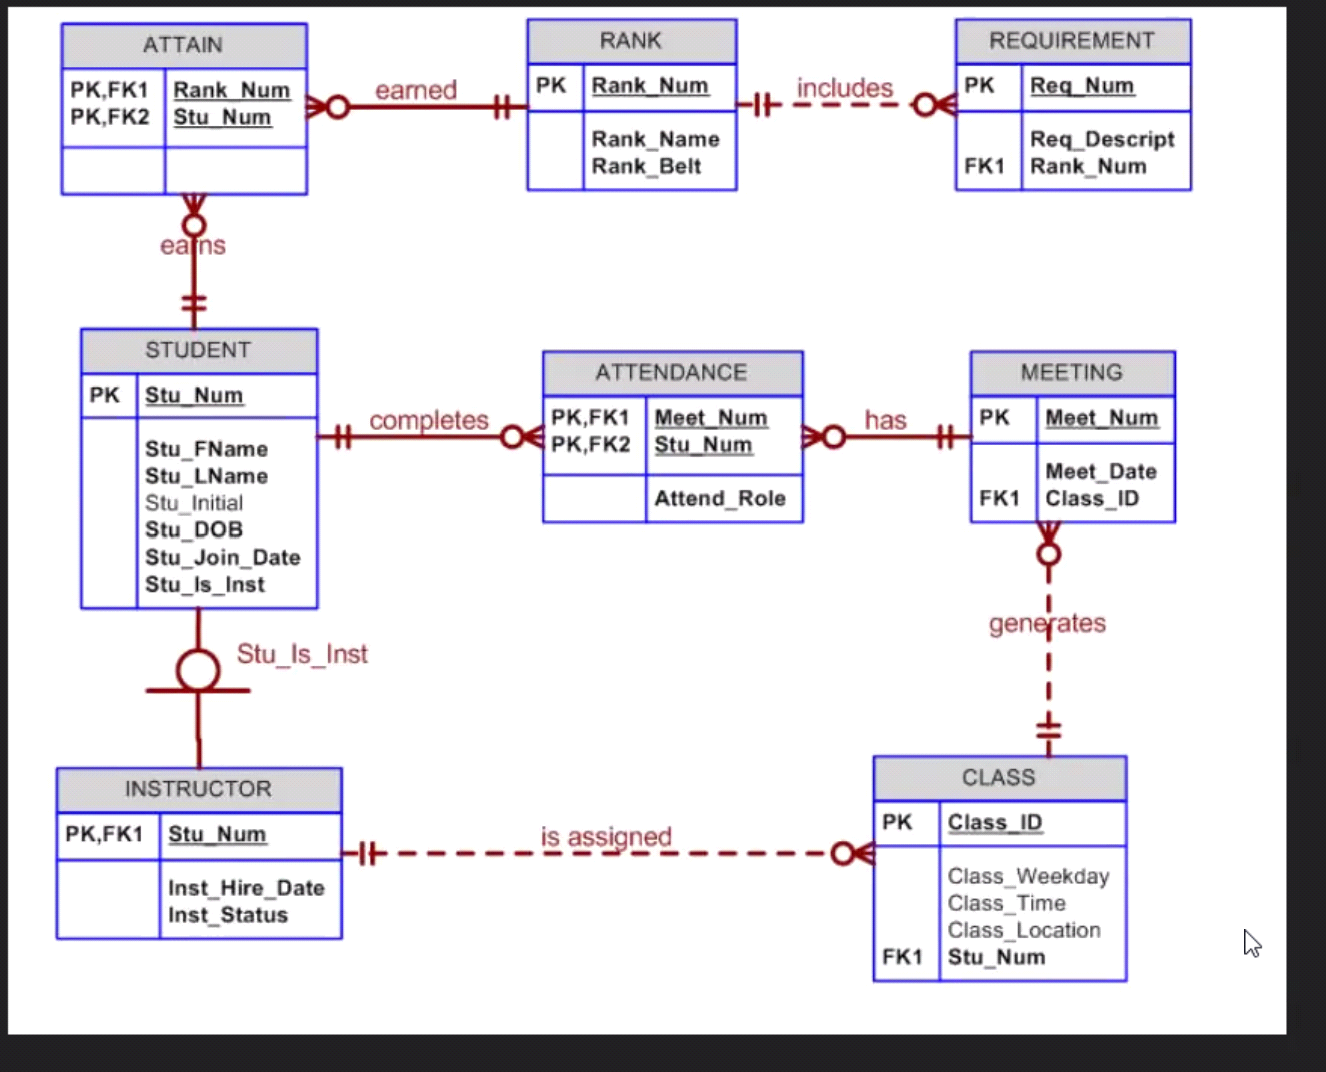 ATTAIN
PK,FK1 Rank_Num
PK,FK2 Stu_Num
earned
RANK
PK Rank_Num
Rank_Name
Rank_Belt
includes
REQUIREMENT
PK Req_Num
Req_Descript
FK1 Rank_Num
earns
STUDENT
PK Stu_Num
Stu_FName
Stu_LName
Stu_Initial
Stu_DOB
Stu_Join_Date
Stu_Is_Inst
completes
ATTENDANCE
PK,FK1 Meet_Num
PK,FK2 Stu_Num
Attend_Role
has
MEETING
PK Meet_Num
Meet_Date
FK1 Class_ID
generates
Stu_Is_Inst
INSTRUCTOR
PK,FK1 Stu_Num
Inst_Hire_Date
Inst_Status
is assigned
CLASS
PK Class_ID
Class_Weekday
Class_Time
Class_Location
FK1 Stu_Num